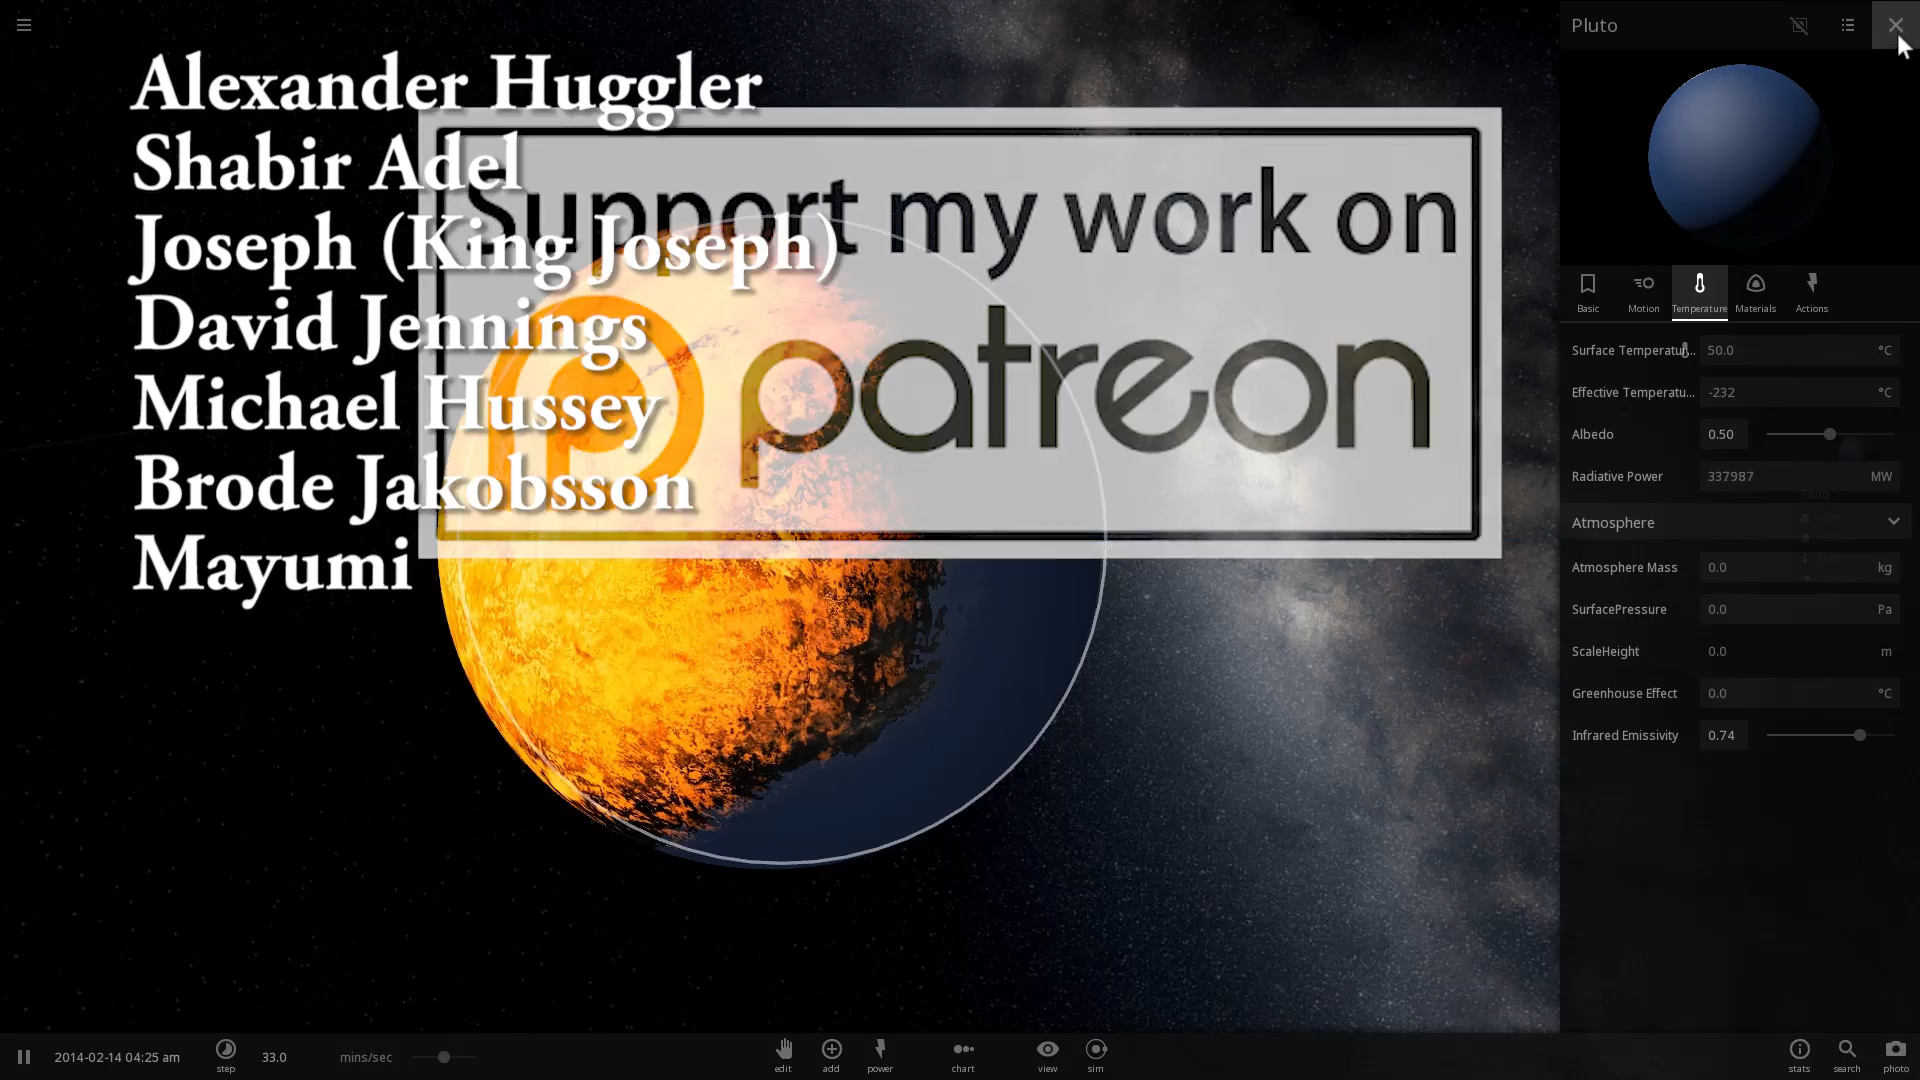 Alexander Huggler
Shabir Adel
Joseph (King Joseph)
David Jennings
Michael Hussey
Brode Jakobsson
Mayumi
Support my work on
patreon
Pluto
Basic Motion Temperature Materials Actions
Surface Temperatur... 50.0 °C
Effective Temperatu... -232 °C
Albedo 0.50
Radiative Power 337987 MW
Pluto
Atmosphere
Atmosphere Mass 0.0 kg
SurfacePressure 0.0 Pa
ScaleHeight 0.0 m
Greenhouse Effect 0.0 °C
Infrared Emissivity 0.74
2014-02-14 04:25 am step 33.0 mins/sec edit add power chart view sim stats search photo